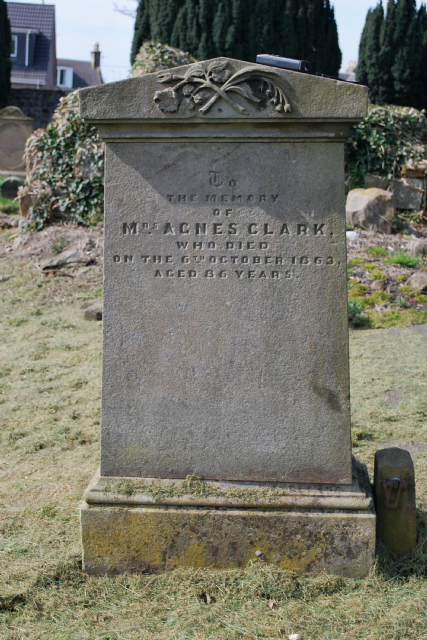 To
THE MEMORY
OF
MRS AGNES CLARK,
WHO DIED
ON THE 6TH OCTOBER 1863,
AGED 86 YEARS.